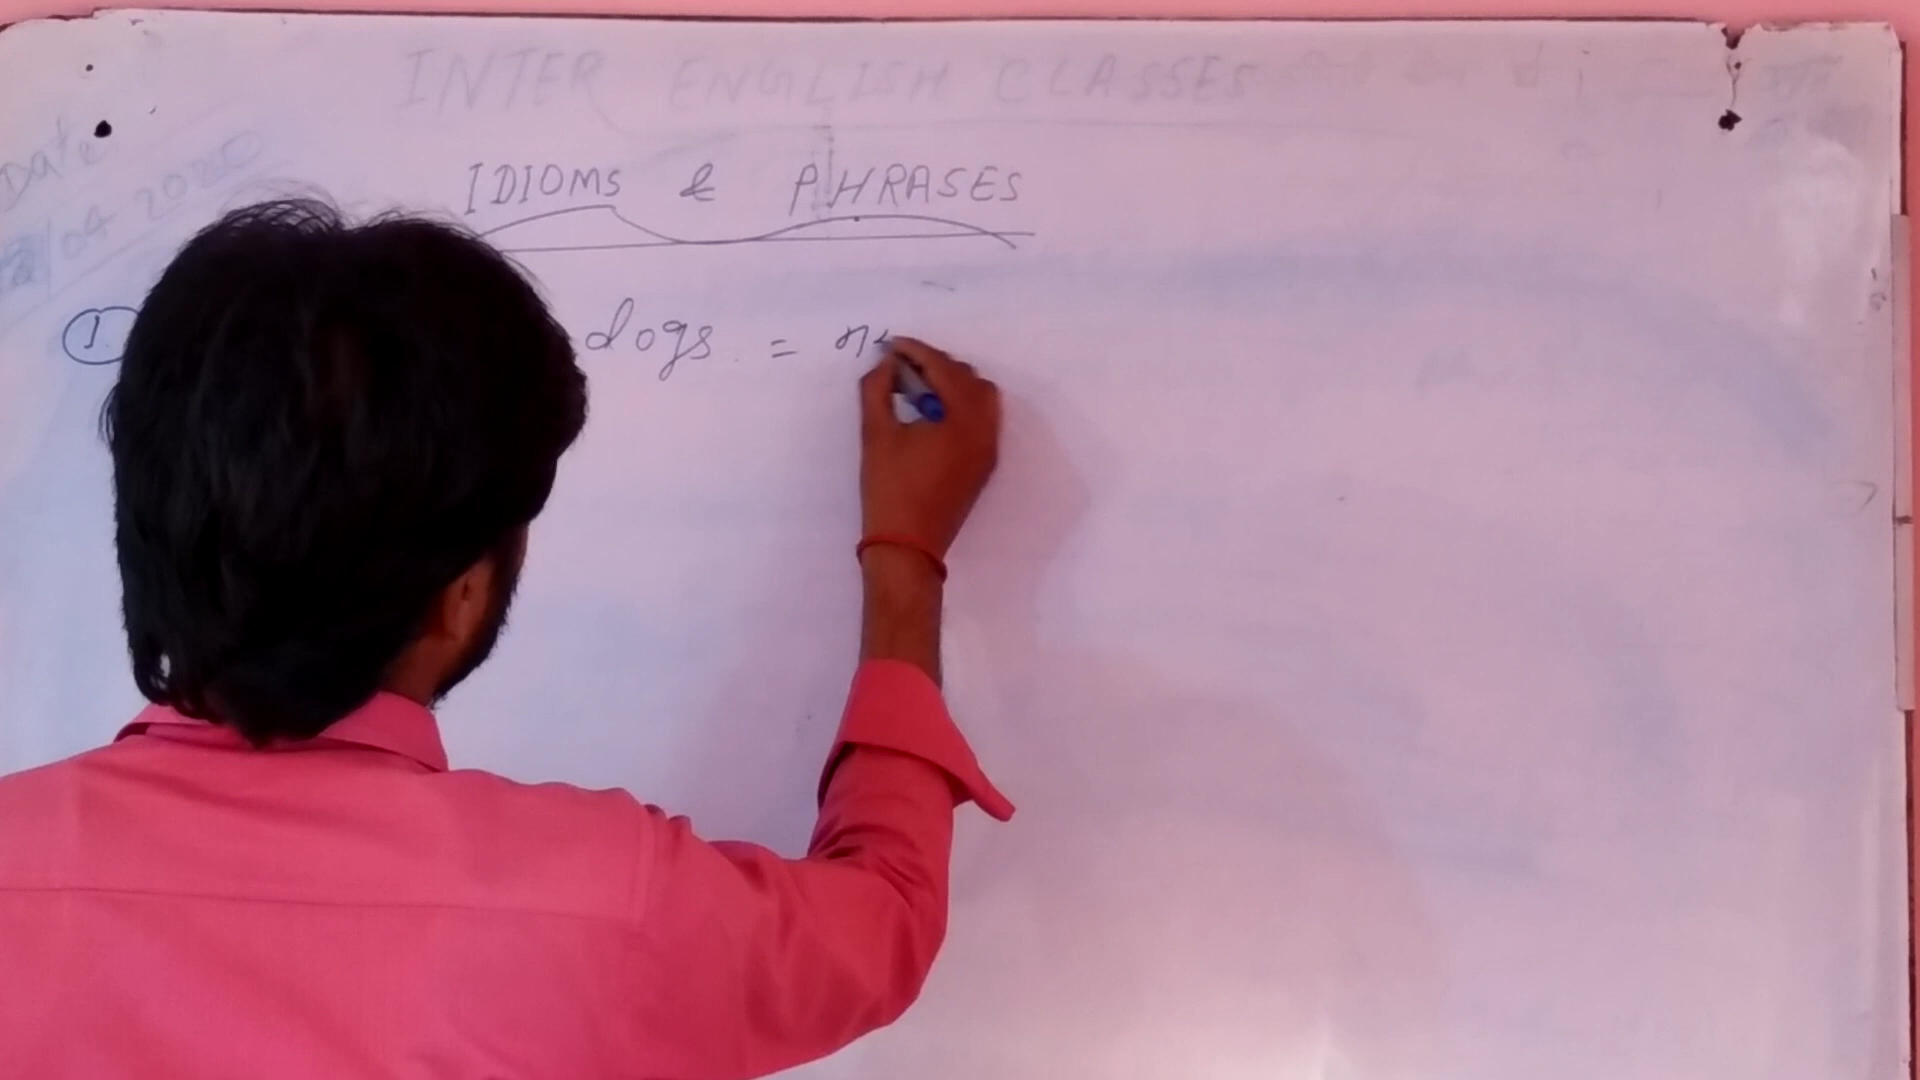 INTER ENGLISH CLASSES
Date
04 2020
IDIOMS & PHRASES
1. dogs =